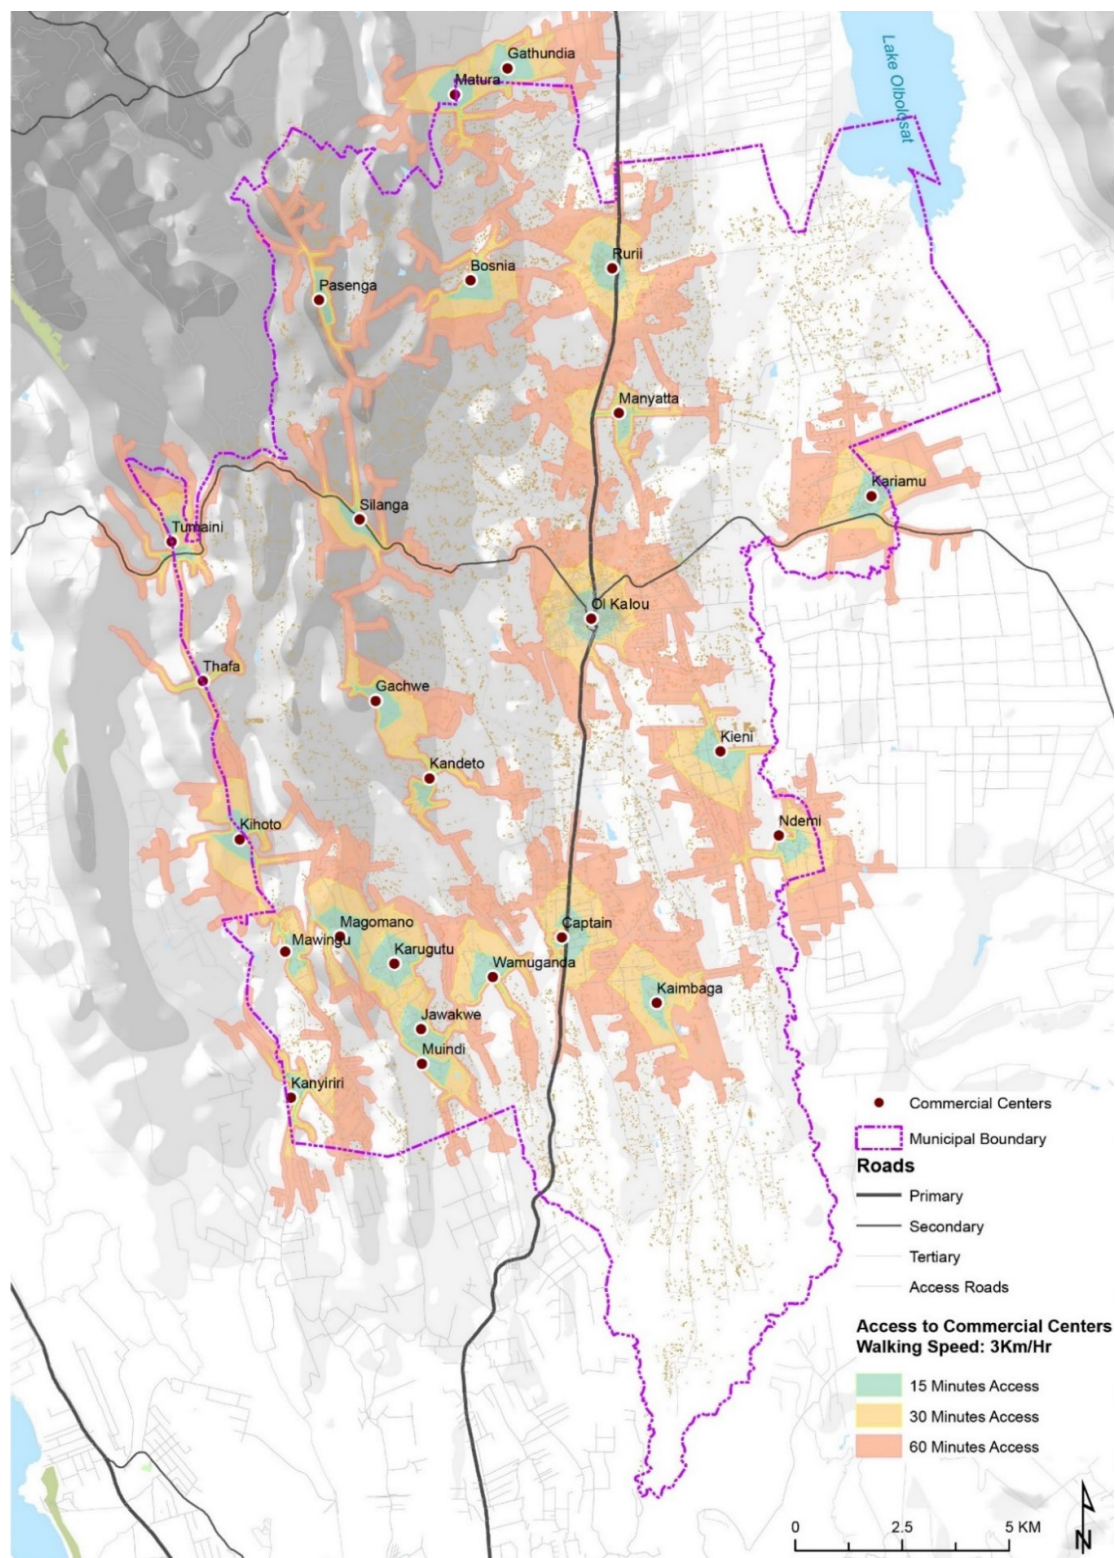 Gathundia
Matura
Lake Olbolosat
Rurii
Bosnia
Pasenga
Manyatta
Kariamu
Silanga
Tumaini
Ol Kalou
Thafa
Gachwe
Kieni
Kandeto
Ndemi
Kihoto
Magomano
Captain
Mawingu
Karugutu
Wamuganda
Kaimbaga
Jawakwe
Muindi
Kanyiriri
Commercial Centers
Municipal Boundary
Roads
Primary
Secondary
Tertiary
Access Roads
Access to Commercial Centers
Walking Speed: 3Km/Hr
15 Minutes Access
30 Minutes Access
60 Minutes Access
0 2.5 5 KM
N